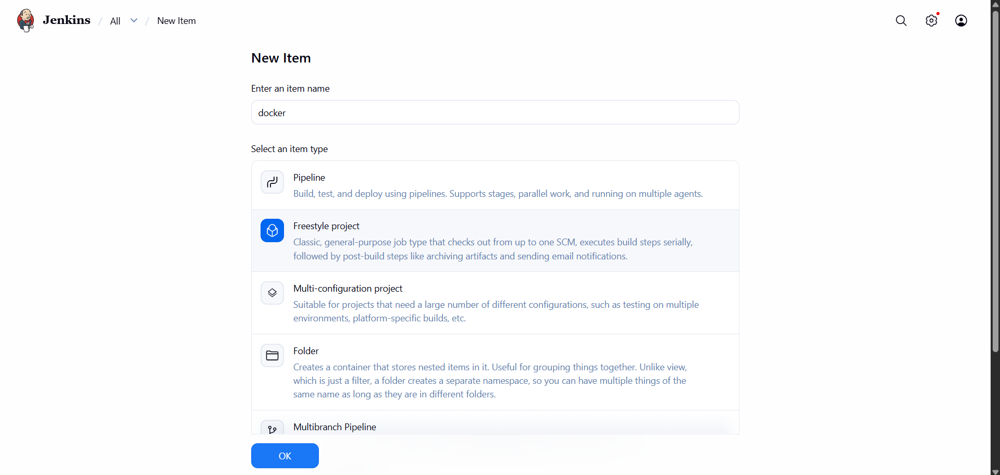 Jenkins / All / New Item
New Item
Enter an item name
docker
Select an item type
Pipeline
Build, test, and deploy using pipelines. Supports stages, parallel work, and running on multiple agents.
Freestyle project
Classic, general-purpose job type that checks out from up to one SCM, executes build steps serially,
followed by post-build steps like archiving artifacts and sending email notifications.
Multi-configuration project
Suitable for projects that need a large number of different configurations, such as testing on multiple
environments, platform-specific builds, etc.
Folder
Creates a container that stores nested items in it. Useful for grouping things together. Unlike view,
which is just a filter, a folder creates a separate namespace, so you can have multiple things of the
same name as long as they are in different folders.
Multibranch Pipeline
OK